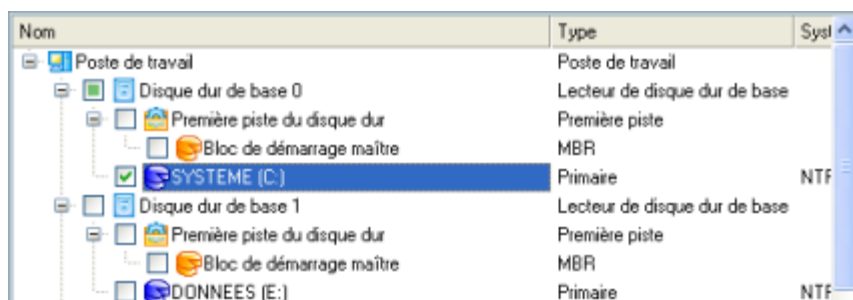 Nom Type Syst
Poste de travail Poste de travail
Disque dur de base 0 Lecteur de disque dur de base
Première piste du disque dur Première piste
Bloc de démarrage maître MBR
SYSTEME (C:) Primaire NTF
Disque dur de base 1 Lecteur de disque dur de base
Première piste du disque dur Première piste
Bloc de démarrage maître MBR
DONNEES (E:) Primaire NTF